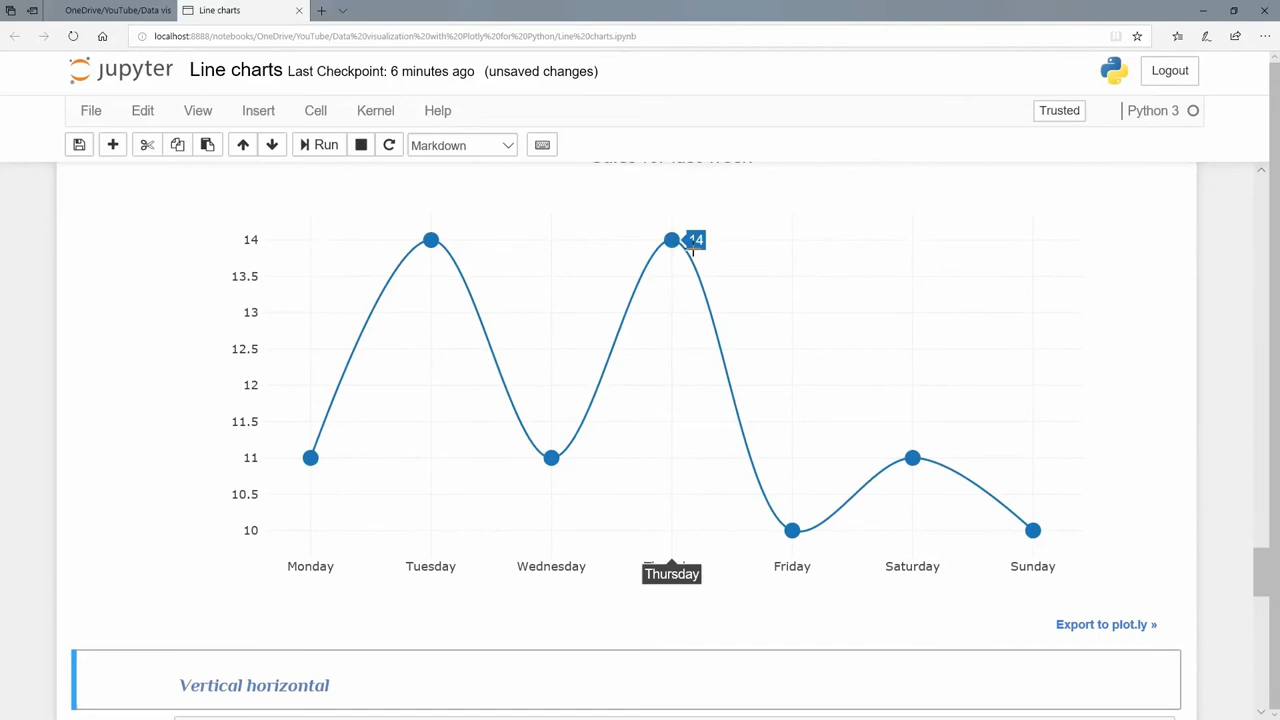 OneDrive/YouTube/Data vis
Line charts
localhost:8888/notebooks/OneDrive/YouTube/Data%20visualization%20with%20Plotly%20for%20Python/Line%20charts.ipynb
jupyter Line charts Last Checkpoint: 6 minutes ago (unsaved changes)
Logout
File Edit View Insert Cell Kernel Help
Trusted
Python 3
Run
Markdown
14
14
13.5
13
12.5
12
11.5
11
10.5
10
Monday Tuesday Wednesday Thursday Friday Saturday Sunday
Export to plot.ly »
Vertical horizontal